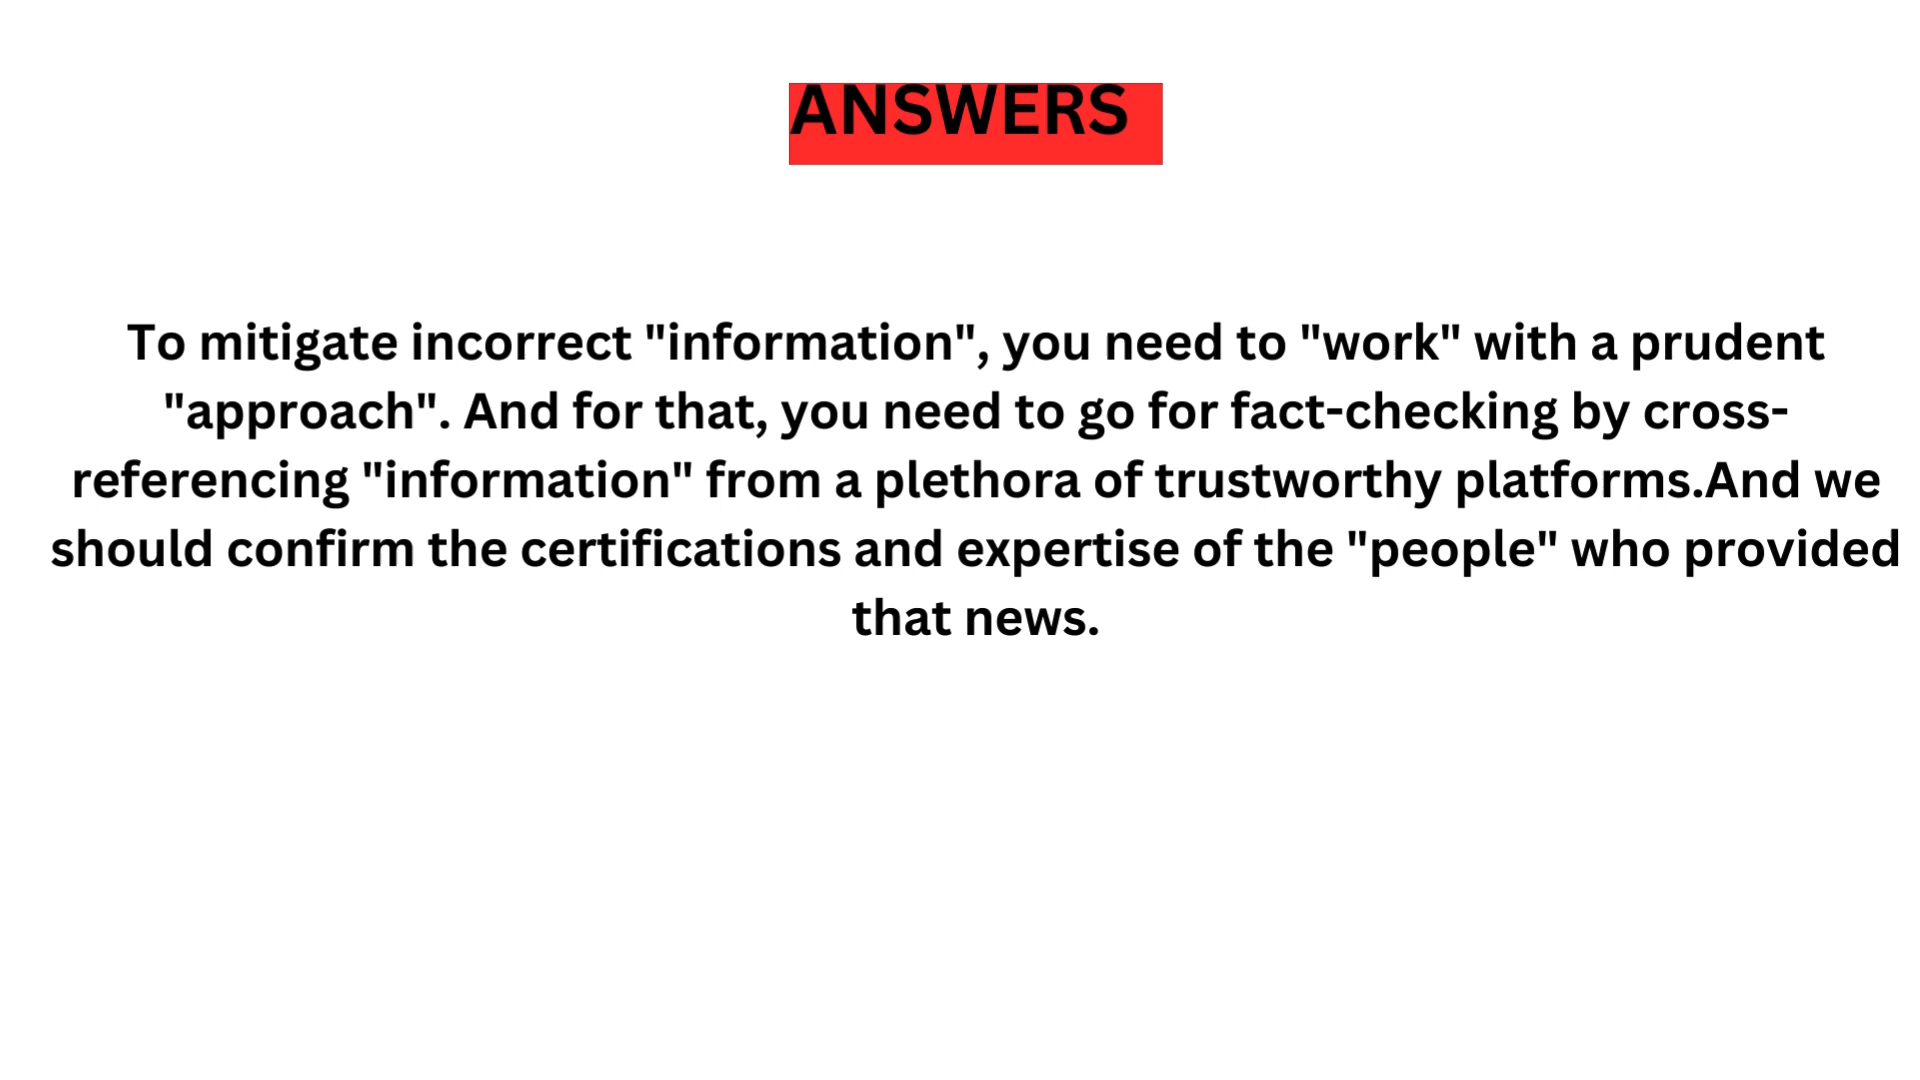 ANSWERS
To mitigate incorrect "information", you need to "work" with a prudent
"approach". And for that, you need to go for fact-checking by cross-
referencing "information" from a plethora of trustworthy platforms.And we
should confirm the certifications and expertise of the "people" who provided
that news.